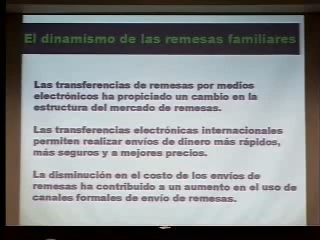 El dinamismo de las remesas familiares
Las transferencias de remesas por medios
electrónicos ha propiciado un cambio en la
estructura del mercado de remesas.
Las transferencias electrónicas internacionales
permiten realizar envíos de dinero más rápidos,
más seguros y a mejores precios.
La disminución en el costo de los envíos de
remesas ha contribuido a un aumento en el uso de
canales formales de envío de remesas.